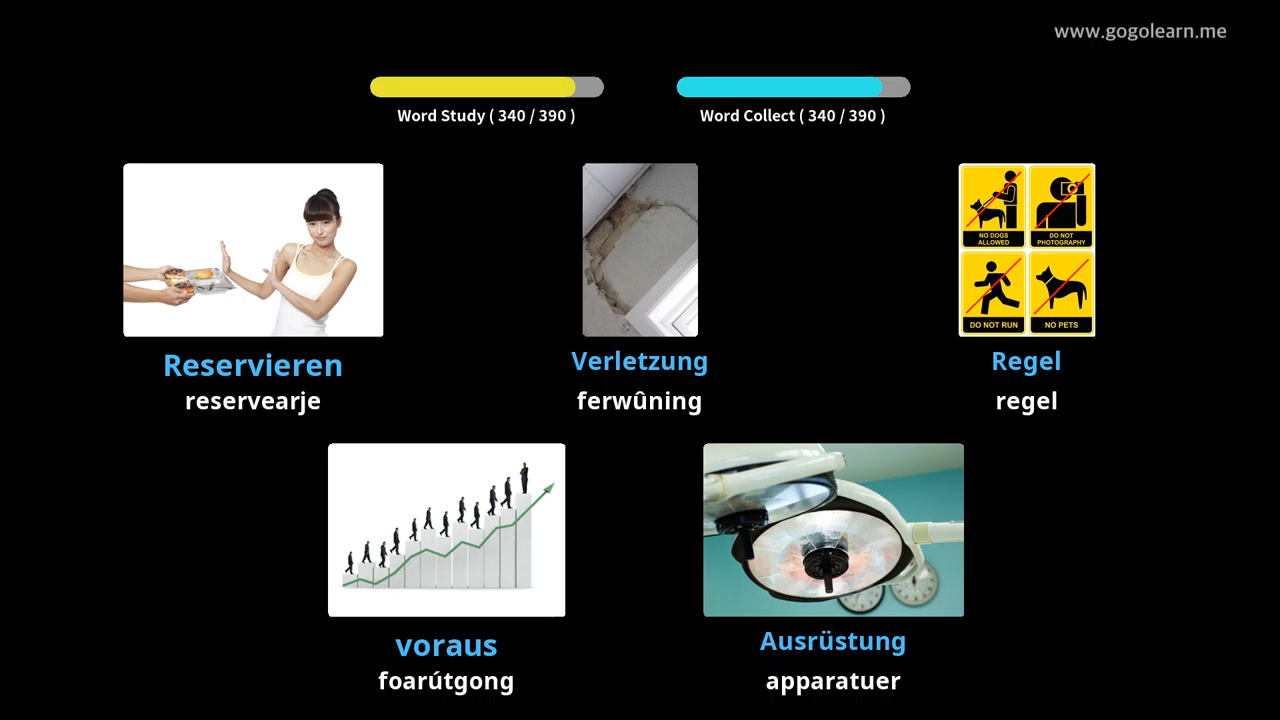 www.gogolearn.me
Word Study ( 340 / 390 )
Word Collect ( 340 / 390 )
NO DOGS
ALLOWED
DO NOT
PHOTOGRAPHY
DO NOT RUN
NO PETS
Reservieren
reservearje
Verletzung
ferwûning
Regel
regel
voraus
foarútgong
Ausrüstung
apparatuer